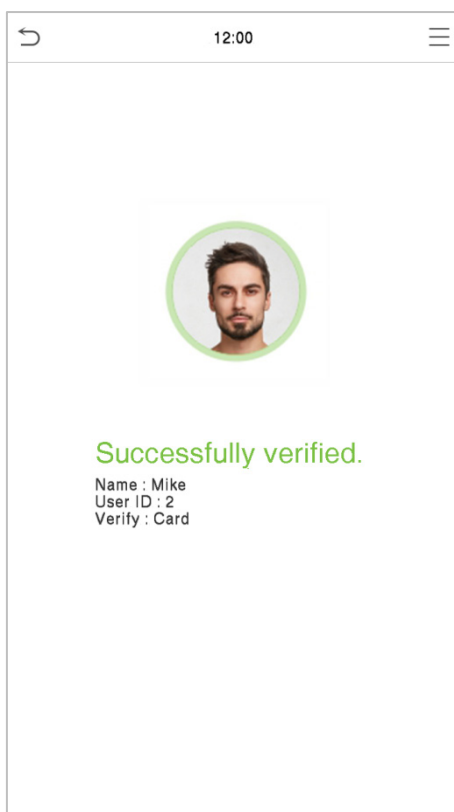 12:00
Successfully verified.
Name : Mike
User ID : 2
Verify : Card